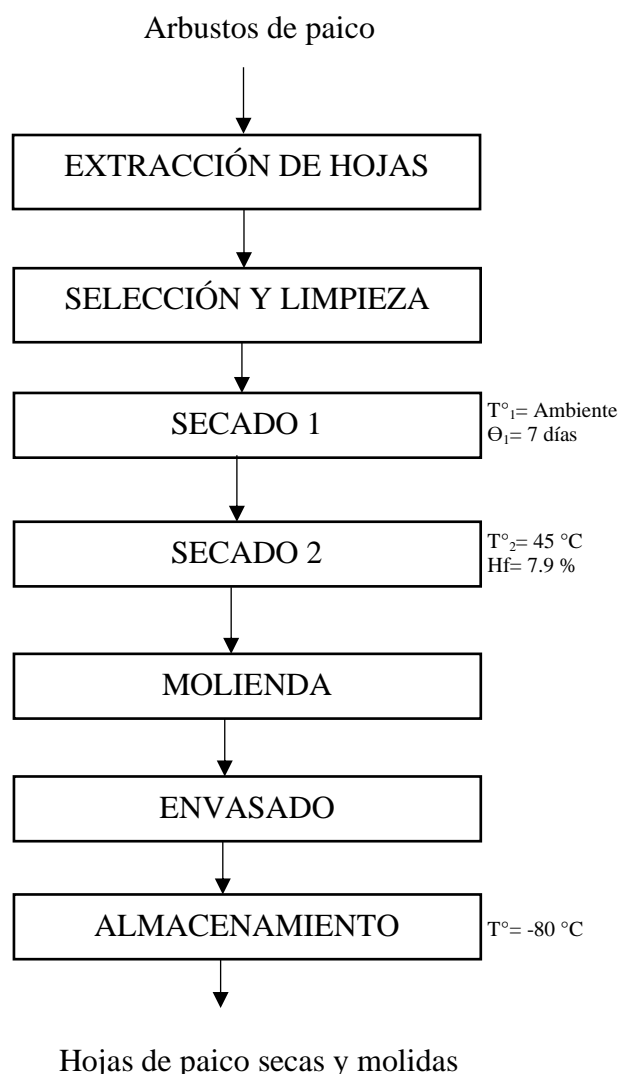 Arbustos de paico
EXTRACCIÓN DE HOJAS
SELECCIÓN Y LIMPIEZA
SECADO 1
T°₁= Ambiente
Ɵ₁= 7 días
SECADO 2
T°₂= 45 °C
Hf= 7.9 %
MOLIENDA
ENVASADO
ALMACENAMIENTO
T°= -80 °C
Hojas de paico secas y molidas